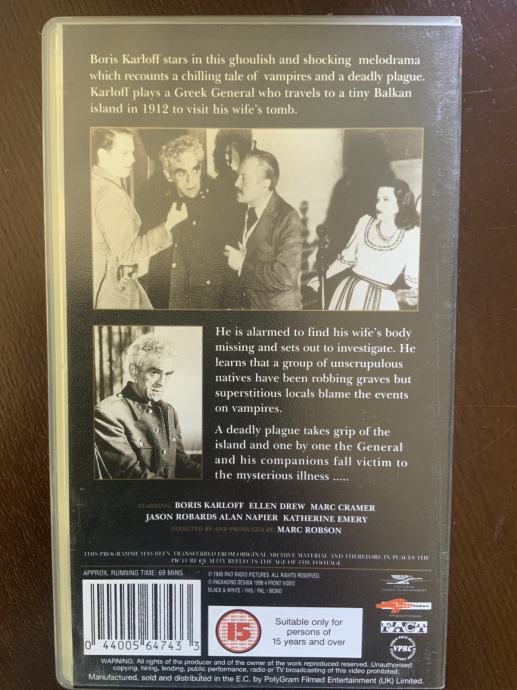 Boris Karloff stars in this ghoulish and shocking melodrama
which recounts a chilling tale of vampires and a deadly plague.
Karloff plays a Greek General who travels to a tiny Balkan
island in 1912 to visit his wife's tomb.
He is alarmed to find his wife's body
missing and sets out to investigate. He
learns that a group of unscrupulous
natives have been robbing graves but
superstitious locals blame the events
on vampires.
A deadly plague takes grip of the
island and one by one the General
and his companions fall victim to
the mysterious illness .....
STARRING BORIS KARLOFF ELLEN DREW MARC CRAMER
JASON ROBARDS ALAN NAPIER KATHERINE EMERY
DIRECTED BY AND PRODUCED BY MARC ROBSON
THIS PROGRAMME HAS BEEN TRANSFERRED FROM ORIGINAL ARCHIVE MATERIAL AND THEREFORE IN PLACES THE
PICTURE QUALITY REFLECTS THE AGE OF THE FOOTAGE
APPROX. RUNNING TIME: 69 MINS.
© 1945 RKO RADIO PICTURES. ALL RIGHTS RESERVED
© PACKAGING DESIGN 1998 4 FRONT VIDEO
BLACK & WHITE / VHS / PAL / MONO
0 44005 64743 3
15
Suitable only for
persons of
15 years and over
FACT
VPRC
WARNING: All rights of the producer and of the owner of the work reproduced reserved. Unauthorised
copying, hiring, lending, public performance, radio or TV broadcasting of this video prohibited.
Manufactured, sold and distributed in the E.C. by PolyGram Filmed Entertainment (UK) Limited.